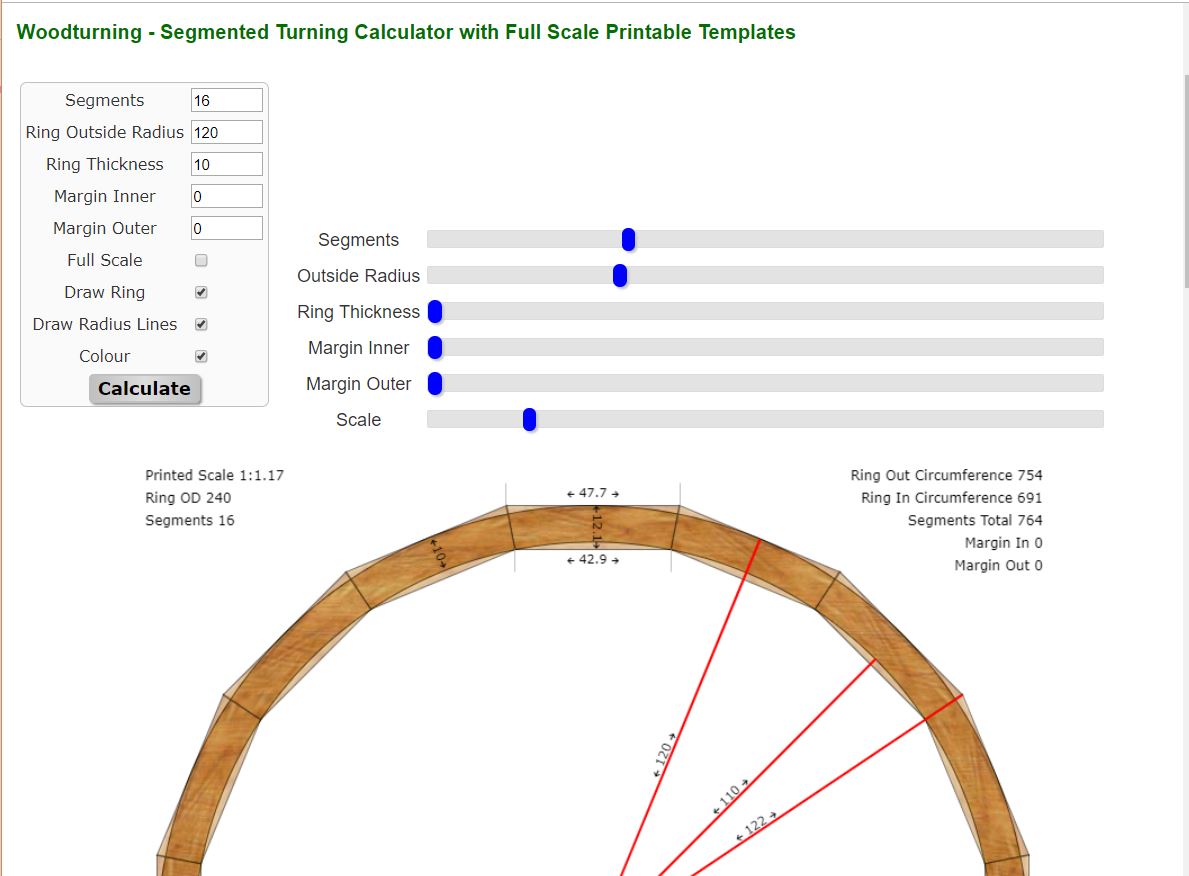 Woodturning - Segmented Turning Calculator with Full Scale Printable Templates
Segments 16
Ring Outside Radius 120
Ring Thickness 10
Margin Inner 0
Margin Outer 0
Full Scale
Draw Ring
Draw Radius Lines
Colour
Calculate
Segments
Outside Radius
Ring Thickness
Margin Inner
Margin Outer
Scale
Printed Scale 1:1.17
Ring OD 240
Segments 16
Ring Out Circumference 754
Ring In Circumference 691
Segments Total 764
Margin In 0
Margin Out 0
← 47.7 →
←12.1→
←10→
← 42.9 →
← 120 →
← 110 →
← 122 →